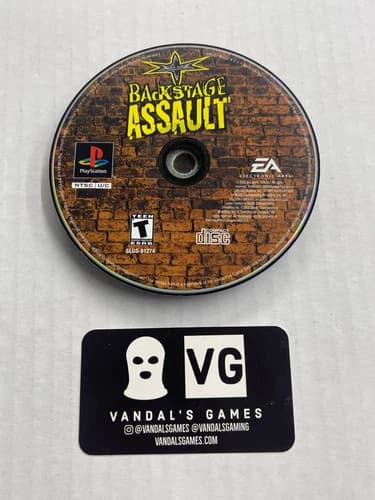 BACKSTAGE
ASSAULT
PlayStation
NTSC U/C
EA
ELECTRONIC ARTS
TEEN
T
ESRB
SLUS-01274
COMPACT
disc
VG
VANDAL'S GAMES
@VANDALSGAMES @VANDALSGAMING
VANDALSGAMES.COM